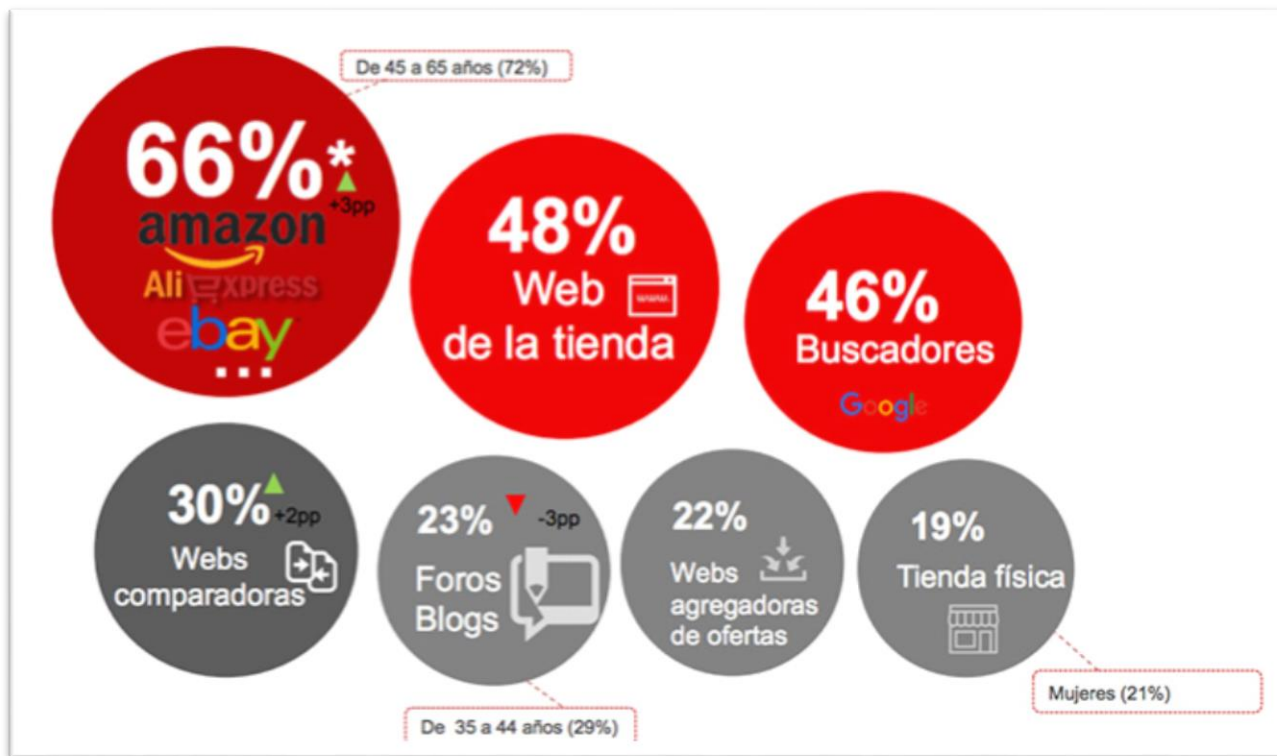 De 45 a 65 años (72%)
66%*
+3pp
amazon
AliExpress
ebay
...
48%
Web
www.
de la tienda
46%
Buscadores
Google
30%
+2pp
Webs
comparadoras
23%
-3pp
Foros
Blogs
22%
Webs
agregadoras
de ofertas
19%
Tienda física
De 35 a 44 años (29%)
Mujeres (21%)